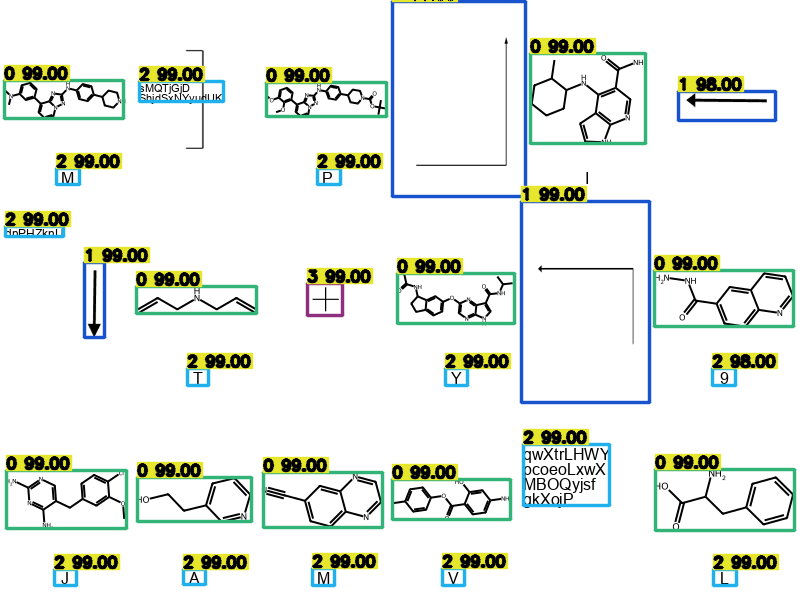 0 99.00
2 99.00
sMQTjGjD
ShidSxNYyudUK
0 99.00
0 99.00
1 98.00
2 99.00
M
2 99.00
P
I
1 99.00
2 99.00
1 99.00
0 99.00
3 99.00
0 99.00
0 99.00
2 99.00
T
2 99.00
Y
2 98.00
9
0 99.00
0 99.00
0 99.00
0 99.00
2 99.00
qwXtrLHWY
ocoeoLxwX
MBOQyjsf
gkXojP
0 99.00
2 99.00
J
2 99.00
A
2 99.00
M
2 99.00
V
2 99.00
L